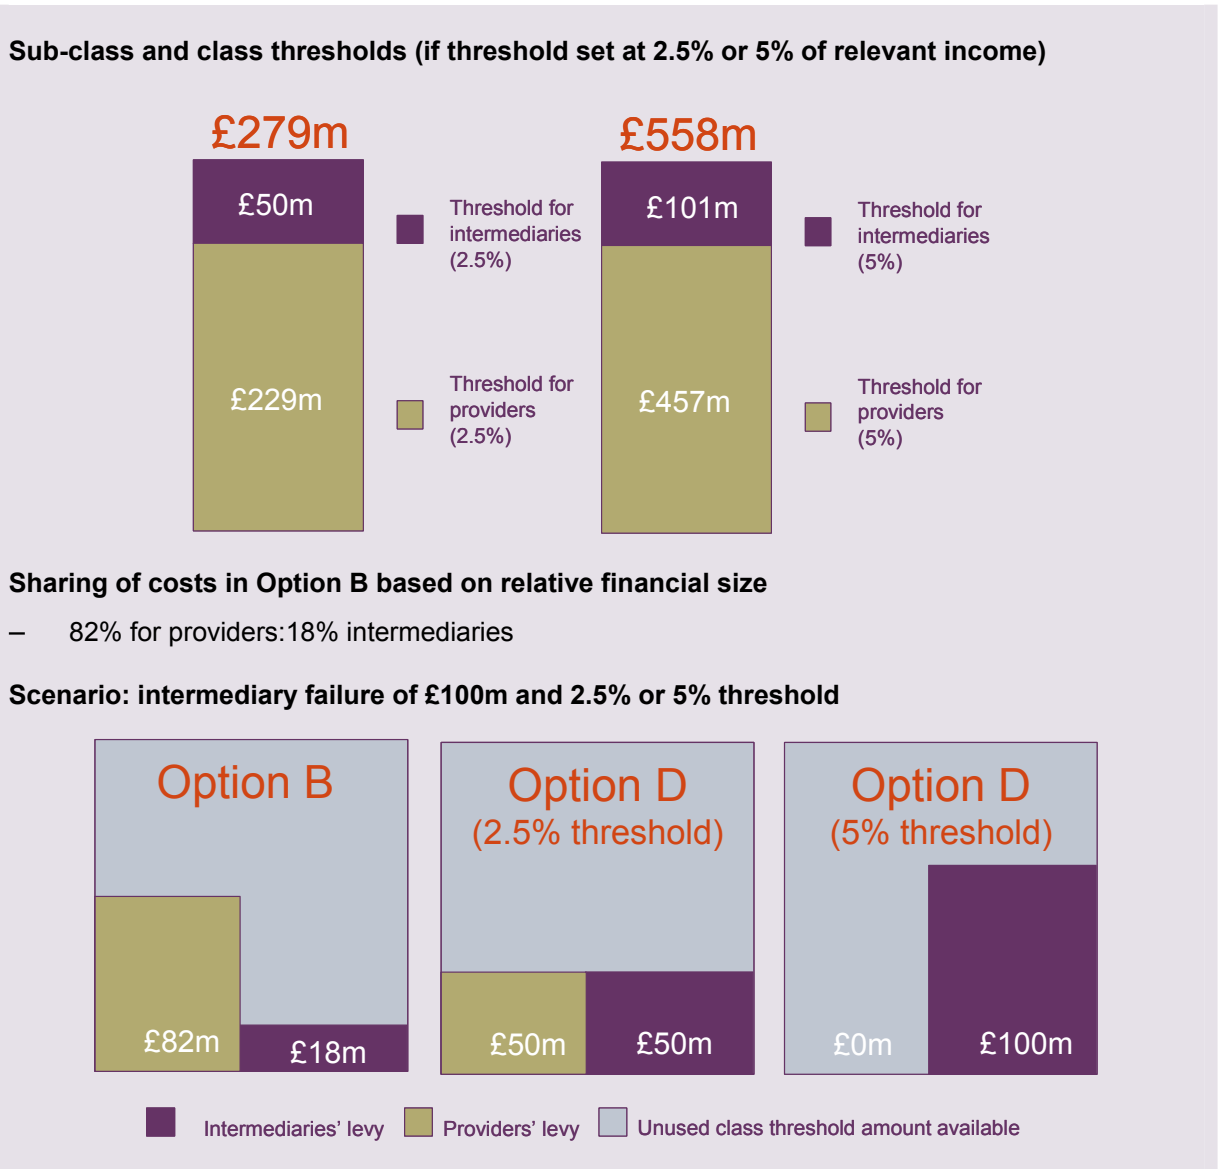 Sub-class and class thresholds (if threshold set at 2.5% or 5% of relevant income)
£279m
£50m
Threshold for
intermediaries
(2.5%)
£229m
Threshold for
providers
(2.5%)
£558m
£101m
Threshold for
intermediaries
(5%)
£457m
Threshold for
providers
(5%)
Sharing of costs in Option B based on relative financial size
– 82% for providers:18% intermediaries
Scenario: intermediary failure of £100m and 2.5% or 5% threshold
Option B
£82m
£18m
Option D
(2.5% threshold)
£50m
£50m
Option D
(5% threshold)
£0m
£100m
Intermediaries' levy
Providers' levy
Unused class threshold amount available